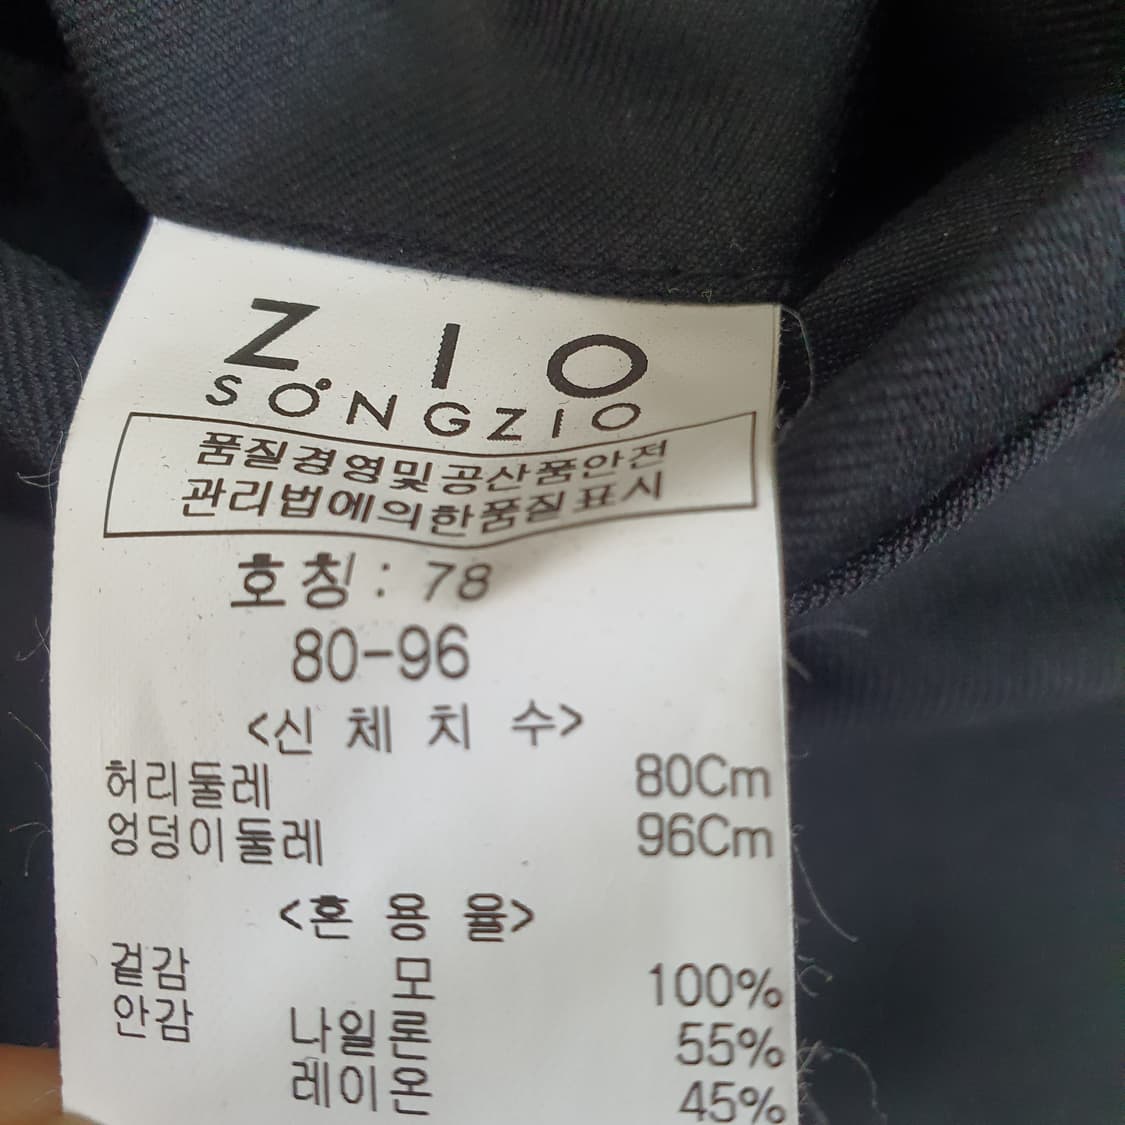 ZIO
SONGZIO
품질경영및공산품안전
관리법에의한품질표시
호칭: 78
80-96
<신 체 치 수>
허리둘레 80Cm
엉덩이둘레 96Cm
<혼 용 율>
겉감 모 100%
안감 나일론 55%
레이온 45%